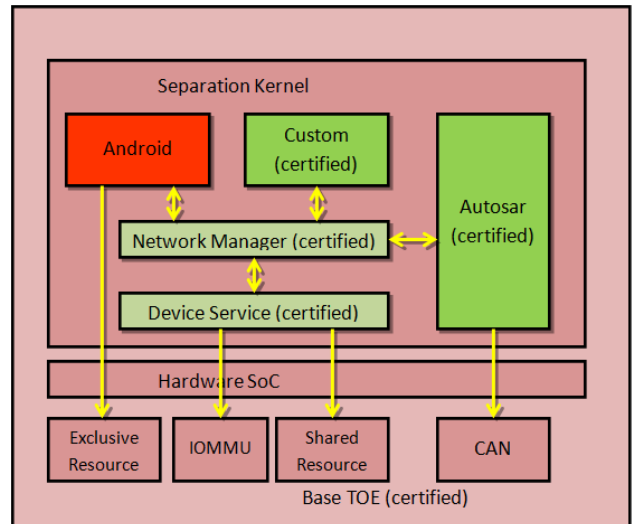 Separation Kernel
Android
Custom
(certified)
Autosar
(certified)
Network Manager (certified)
Device Service (certified)
Hardware SoC
Exclusive
Resource
IOMMU
Shared
Resource
CAN
Base TOE (certified)